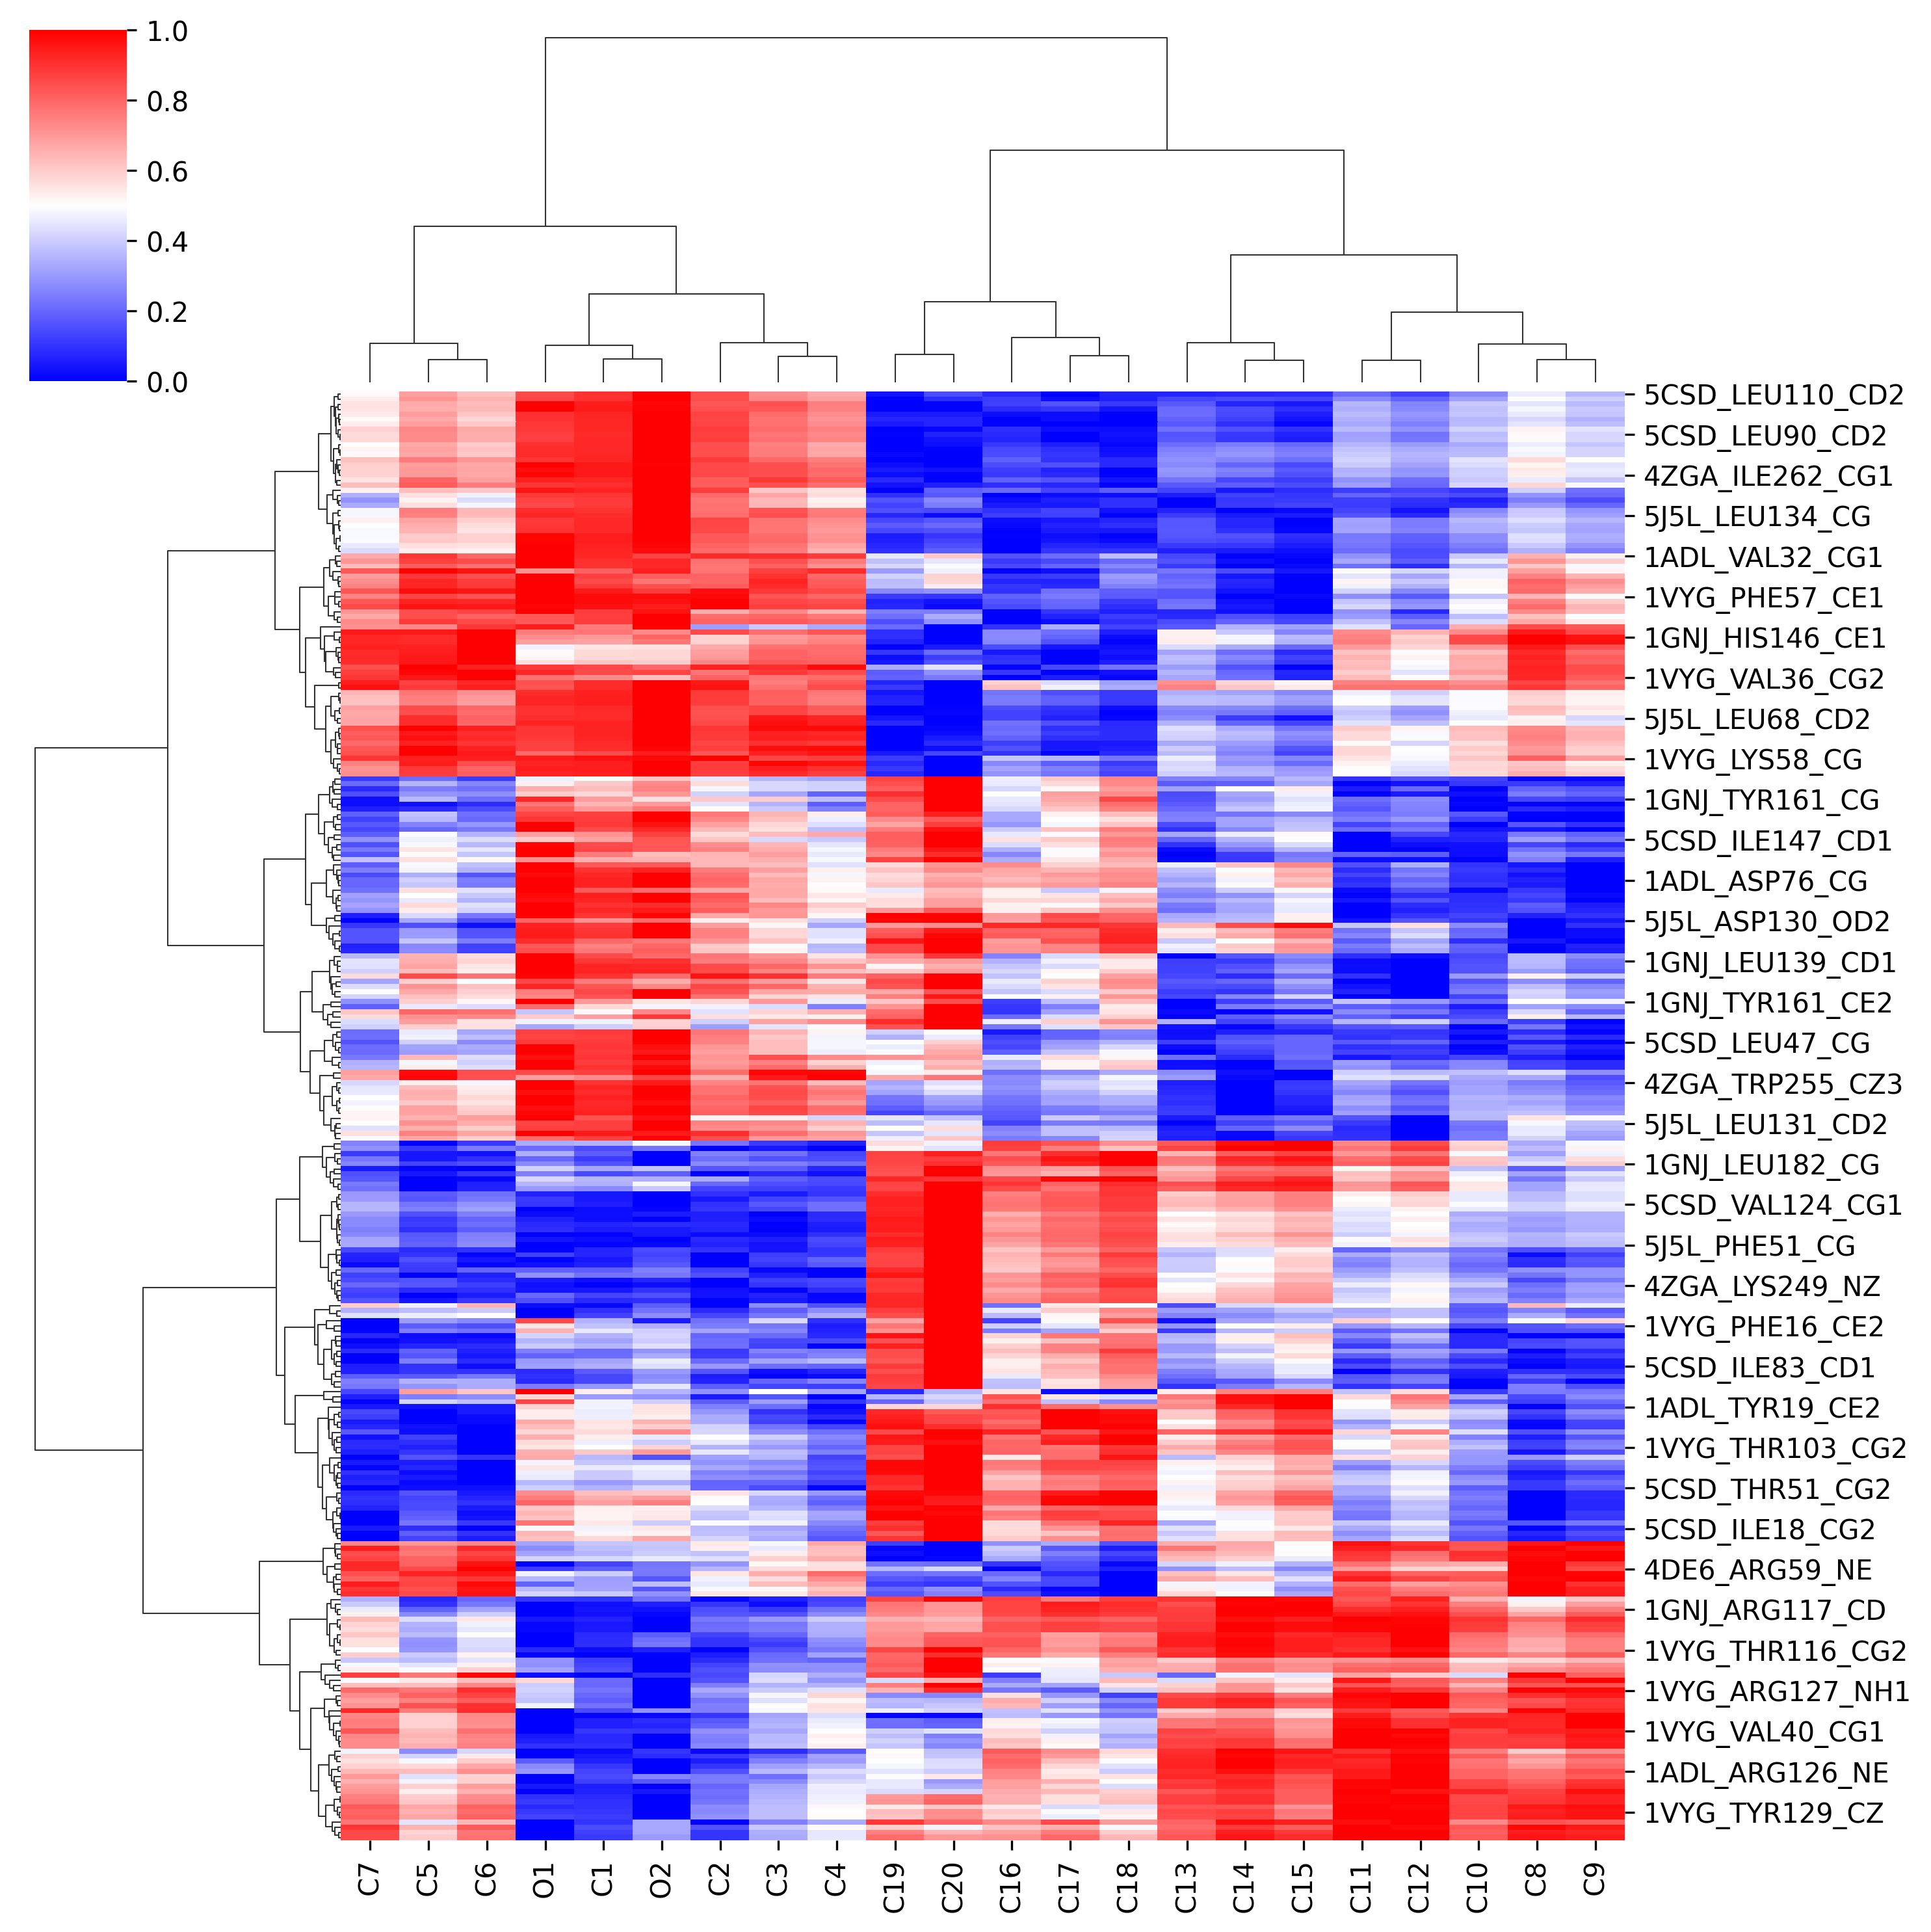 1.0
0.8
0.6
0.4
0.2
0.0
5CSD_LEU110_CD2
5CSD_LEU90_CD2
4ZGA_ILE262_CG1
5J5L_LEU134_CG
1ADL_VAL32_CG1
1VYG_PHE57_CE1
1GNJ_HIS146_CE1
1VYG_VAL36_CG2
5J5L_LEU68_CD2
1VYG_LYS58_CG
1GNJ_TYR161_CG
5CSD_ILE147_CD1
1ADL_ASP76_CG
5J5L_ASP130_OD2
1GNJ_LEU139_CD1
1GNJ_TYR161_CE2
5CSD_LEU47_CG
4ZGA_TRP255_CZ3
5J5L_LEU131_CD2
1GNJ_LEU182_CG
5CSD_VAL124_CG1
5J5L_PHE51_CG
4ZGA_LYS249_NZ
1VYG_PHE16_CE2
5CSD_ILE83_CD1
1ADL_TYR19_CE2
1VYG_THR103_CG2
5CSD_THR51_CG2
5CSD_ILE18_CG2
4DE6_ARG59_NE
1GNJ_ARG117_CD
1VYG_THR116_CG2
1VYG_ARG127_NH1
1VYG_VAL40_CG1
1ADL_ARG126_NE
1VYG_TYR129_CZ
C7
C5
C6
O1
C1
O2
C2
C3
C4
C19
C20
C16
C17
C18
C13
C14
C15
C11
C12
C10
C8
C9